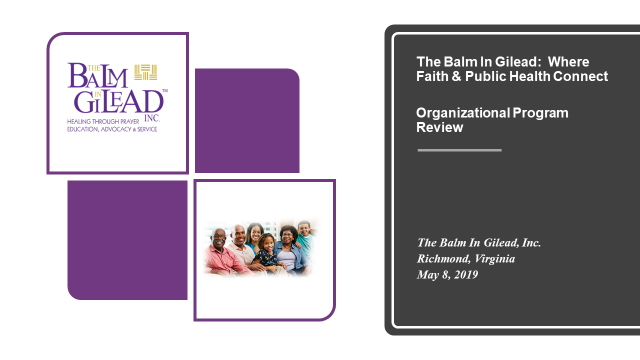 THE
BALM
IN
GILEAD™
INC.
HEALING THROUGH PRAYER
EDUCATION, ADVOCACY & SERVICE
The Balm In Gilead: Where
Faith & Public Health Connect
Organizational Program
Review
The Balm In Gilead, Inc.
Richmond, Virginia
May 8, 2019